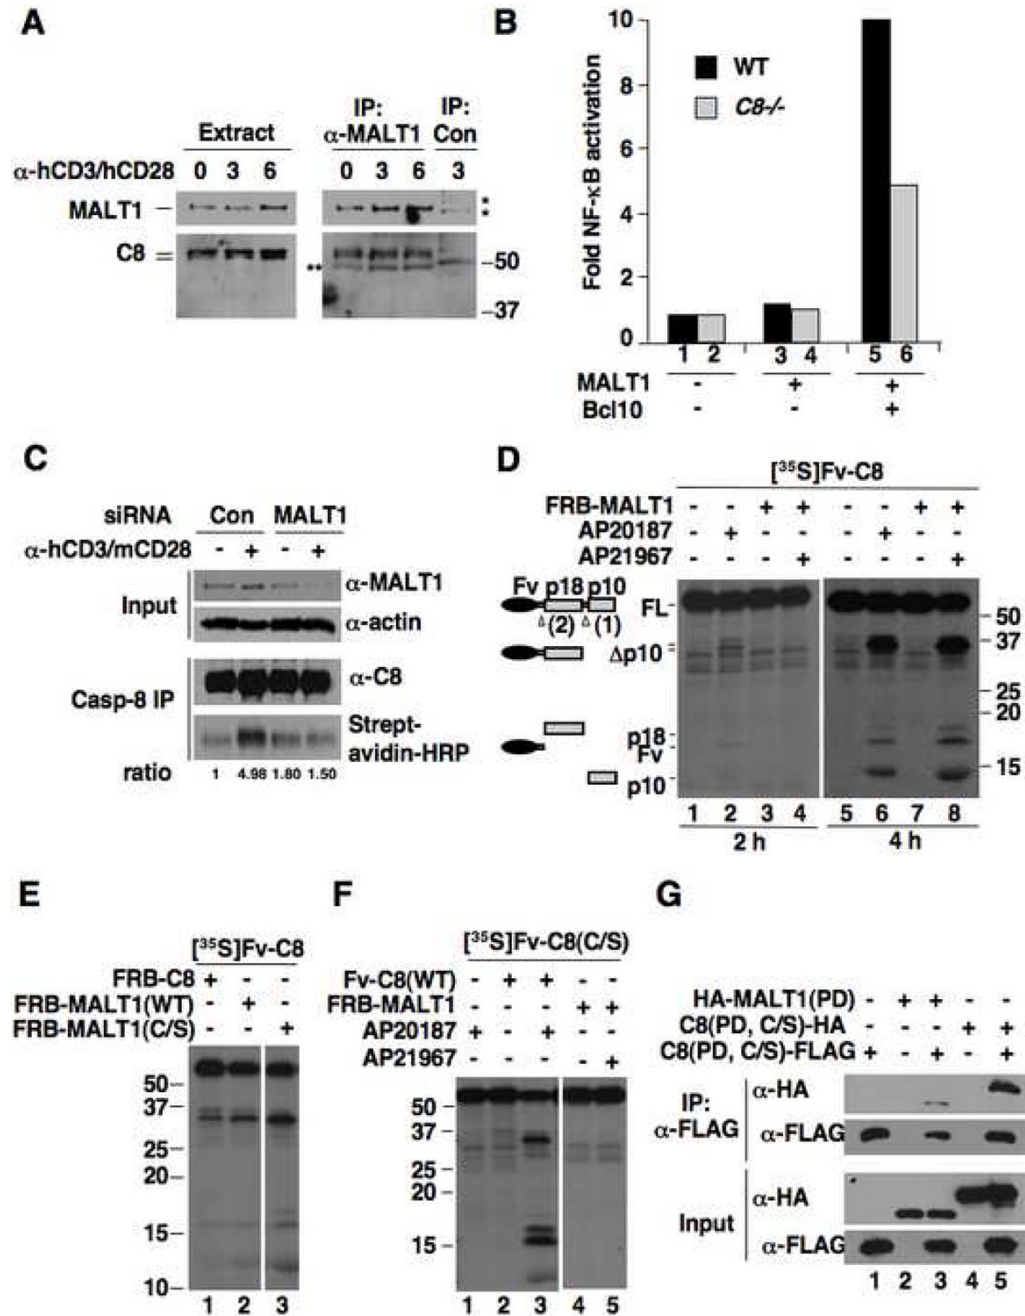 A
IP: IP:
Extract α-MALT1 Con
α-hCD3/hCD28 0 3 6 0 3 6 3
MALT1 *
*
C8 **
50
37
B
Fold NF-κB activation
10
8
6
4
2
0
WT
C8-/-
1 2 3 4 5 6
MALT1 - + +
Bcl10 - - +
C
siRNA Con MALT1
α-hCD3/mCD28 - + - +
Input
α-MALT1
α-actin
Casp-8 IP
α-C8
Strept-
avidin-HRP
ratio 1 4.98 1.80 1.50
D
[³⁵S]Fv-C8
FRB-MALT1 - - + + - - + +
AP20187 - + - - - + - -
AP21967 - - - + - - - +
Fv p18 p10
Δ(2) Δ(1)
FL
Δp10
p18
Fv
p10
50
37
25
20
15
1 2 3 4 5 6 7 8
2 h 4 h
E
[³⁵S]Fv-C8
FRB-C8 +
FRB-MALT1(WT) +
FRB-MALT1(C/S) +
50
37
25
20
15
10
1 2 3
F
[³⁵S]Fv-C8(C/S)
Fv-C8(WT) - + + - -
FRB-MALT1 - - - + +
AP20187 + - + - -
AP21967 - - - - +
50
37
25
20
15
1 2 3 4 5
G
HA-MALT1(PD) - + + - -
C8(PD, C/S)-HA - - - + +
C8(PD, C/S)-FLAG + - + - +
IP:
α-FLAG
α-HA
α-FLAG
Input
α-HA
α-FLAG
1 2 3 4 5